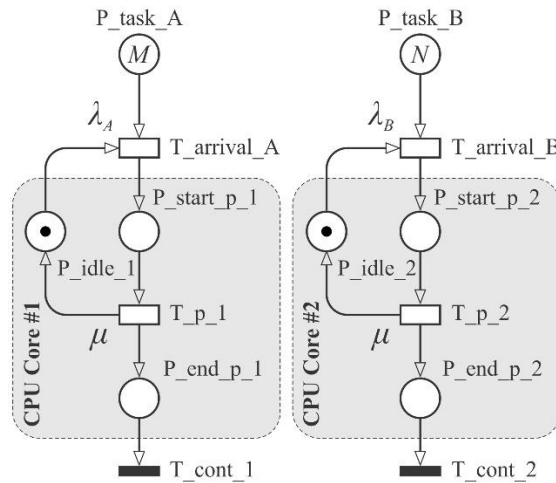 P_task_A
P_task_B
M
N
λA
T_arrival_A
λB
T_arrival_B
P_start_p_1
P_start_p_2
P_idle_1
P_idle_2
CPU Core #1
T_p_1
CPU Core #2
T_p_2
μ
μ
P_end_p_1
P_end_p_2
T_cont_1
T_cont_2